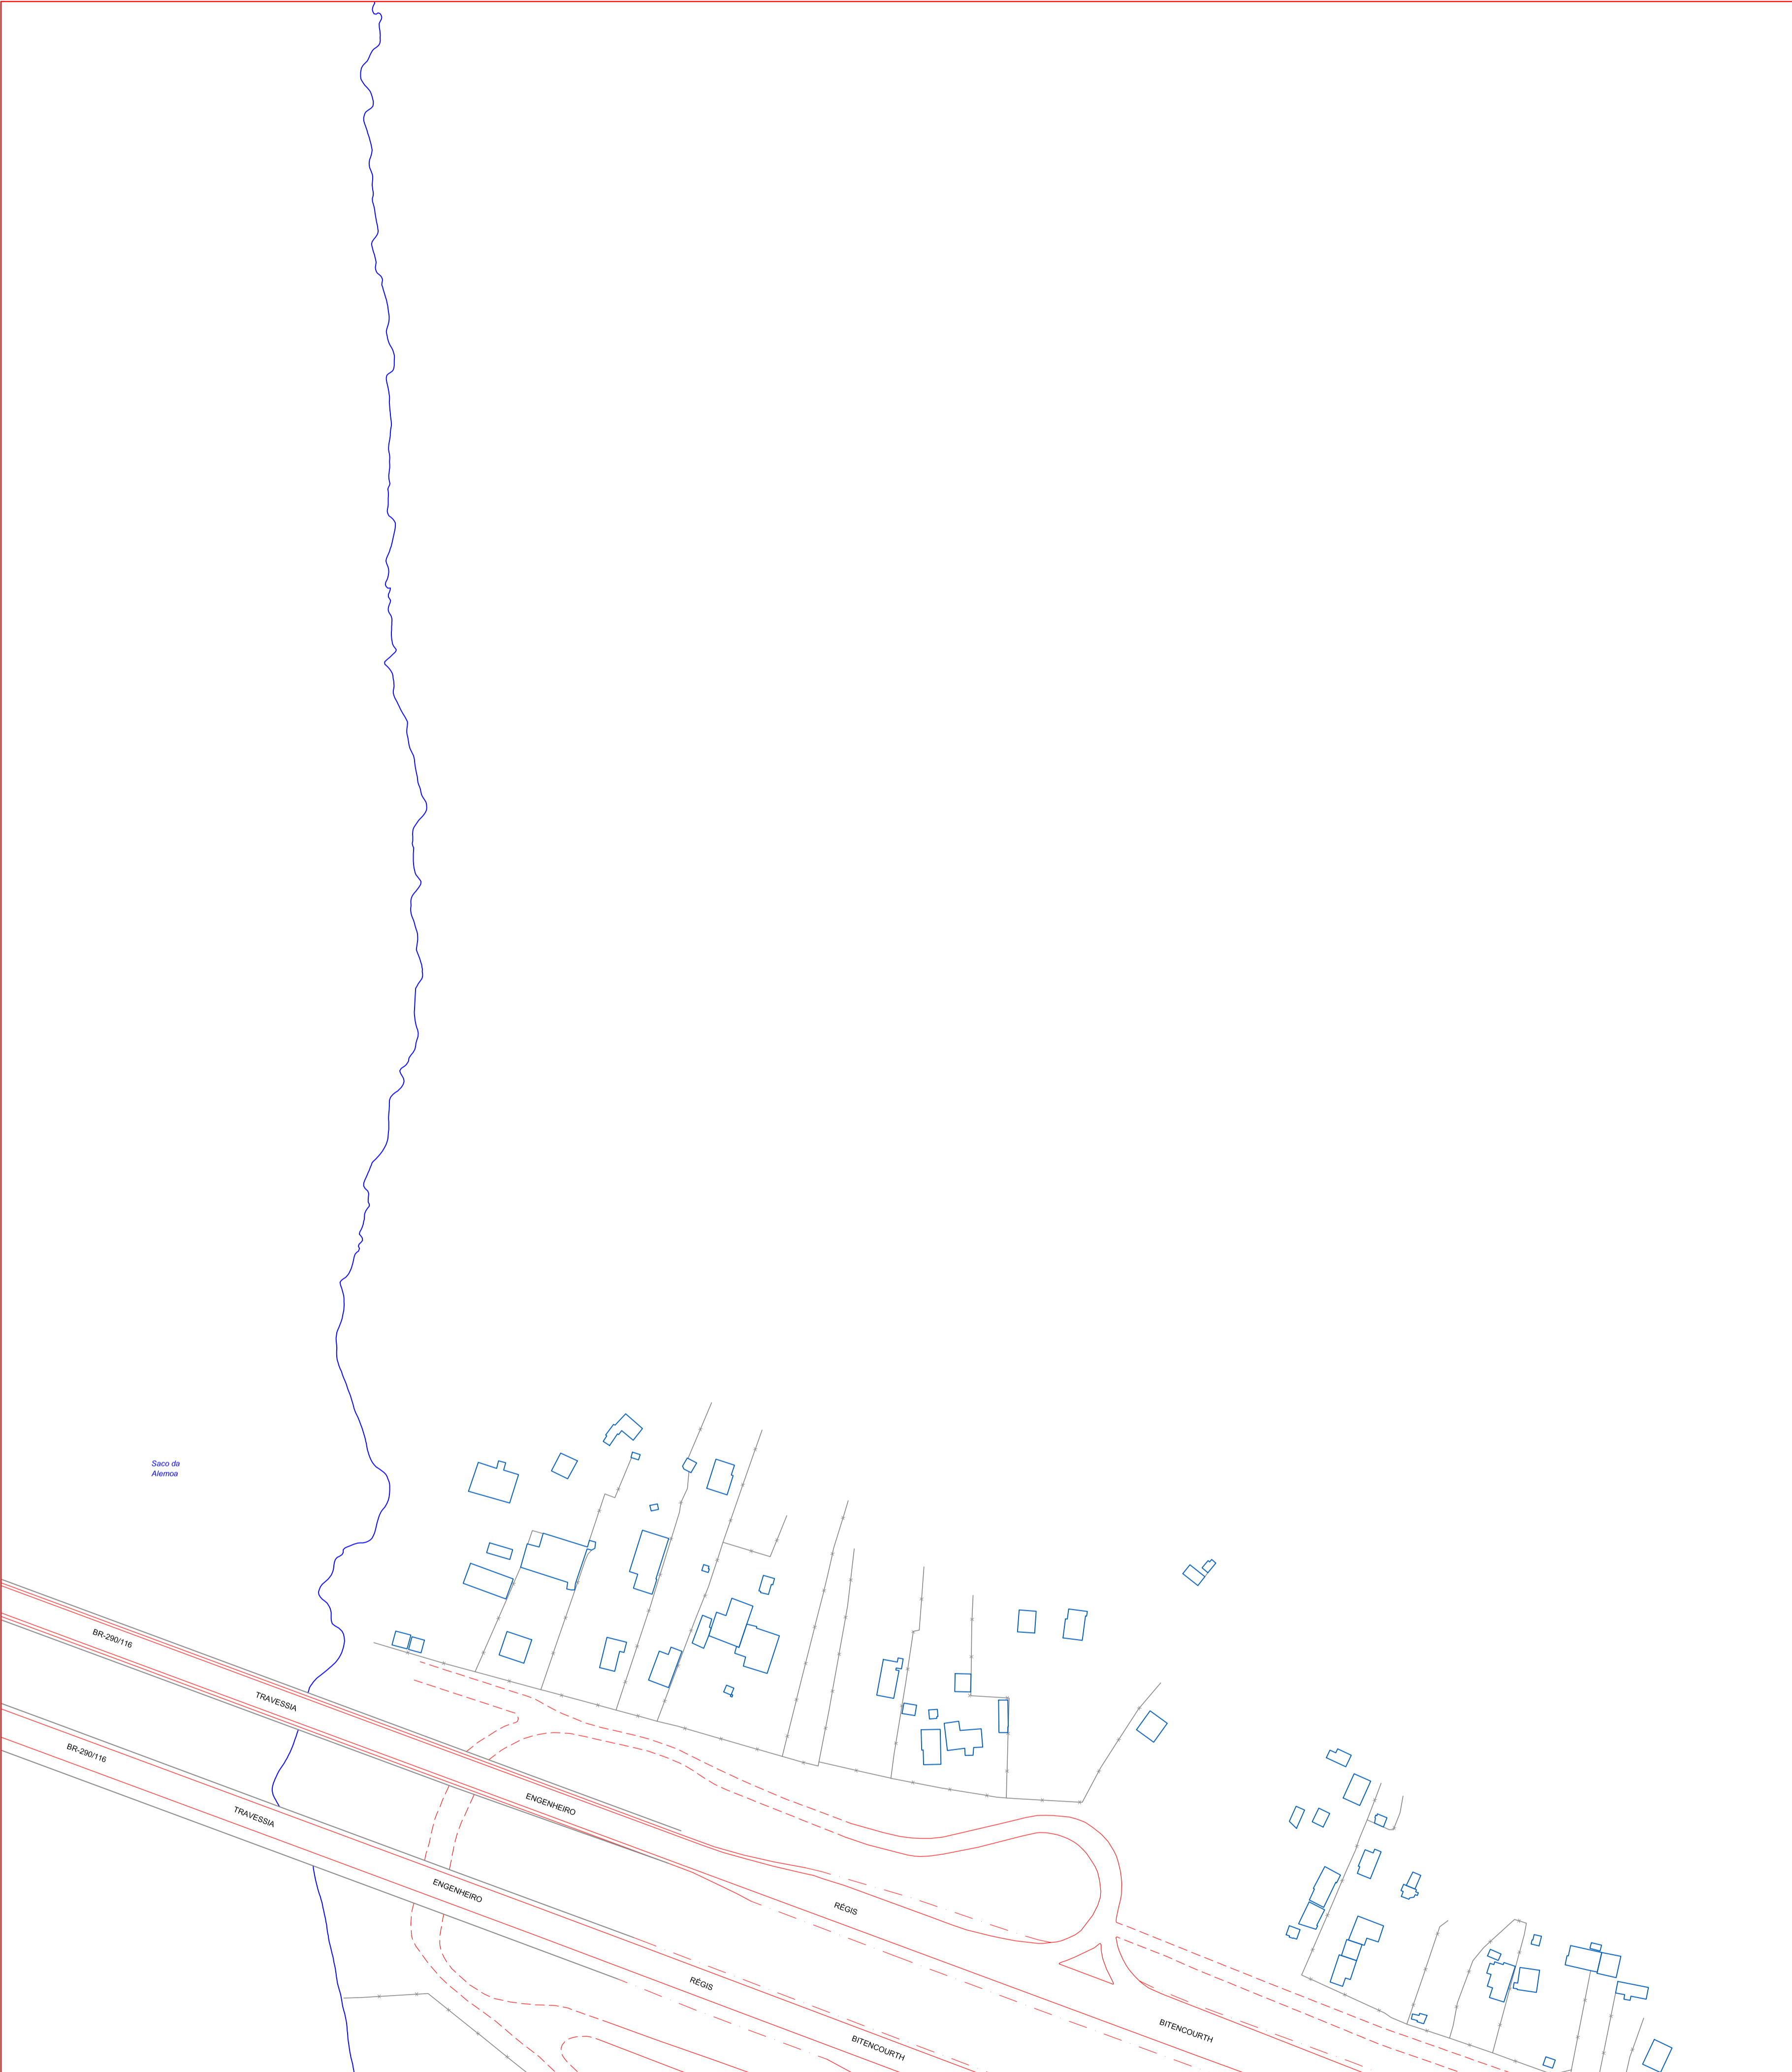 Saco da
Alemoa
BR-290/116
TRAVESSIA
ENGENHEIRO
RÉGIS
BITENCOURTH
BR-290/116
TRAVESSIA
ENGENHEIRO
RÉGIS
BITENCOURTH